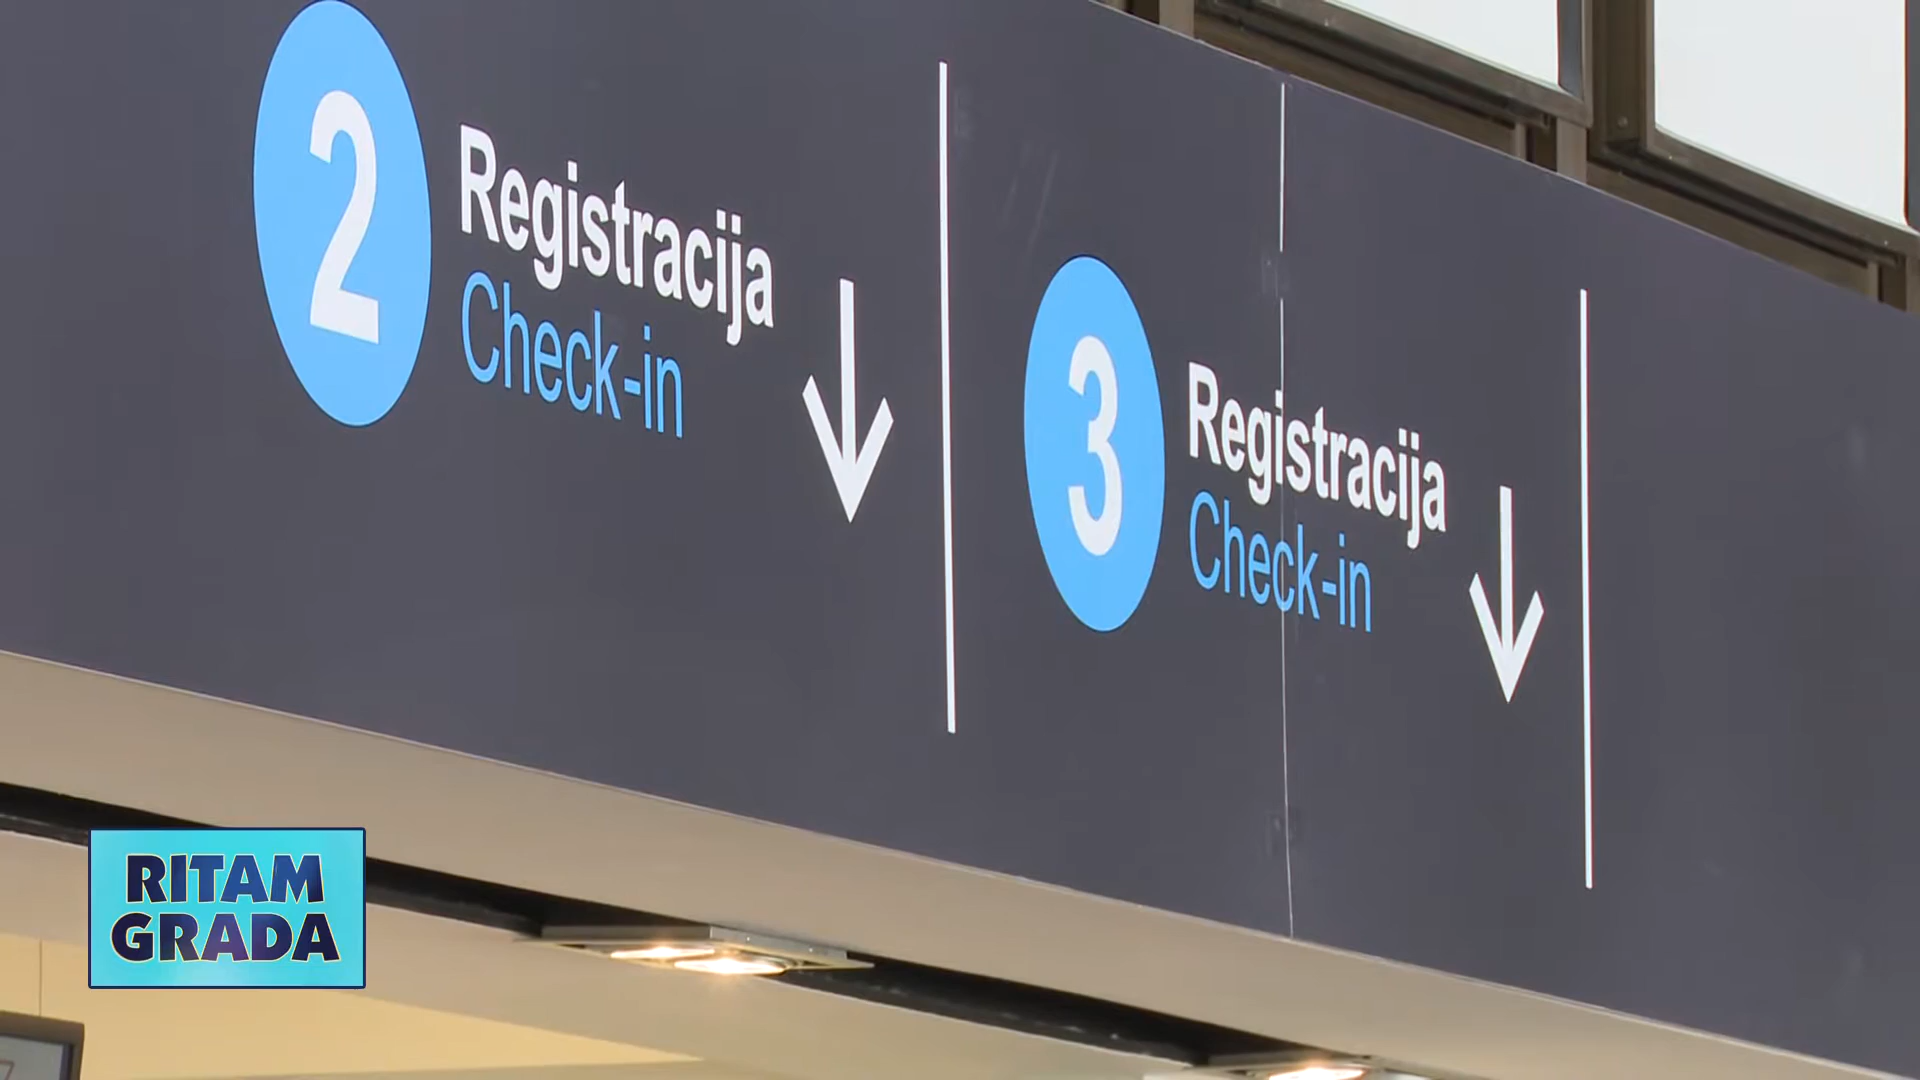 2
Registracija
Check-in
3
Registracija
Check-in
RITAM
GRADA